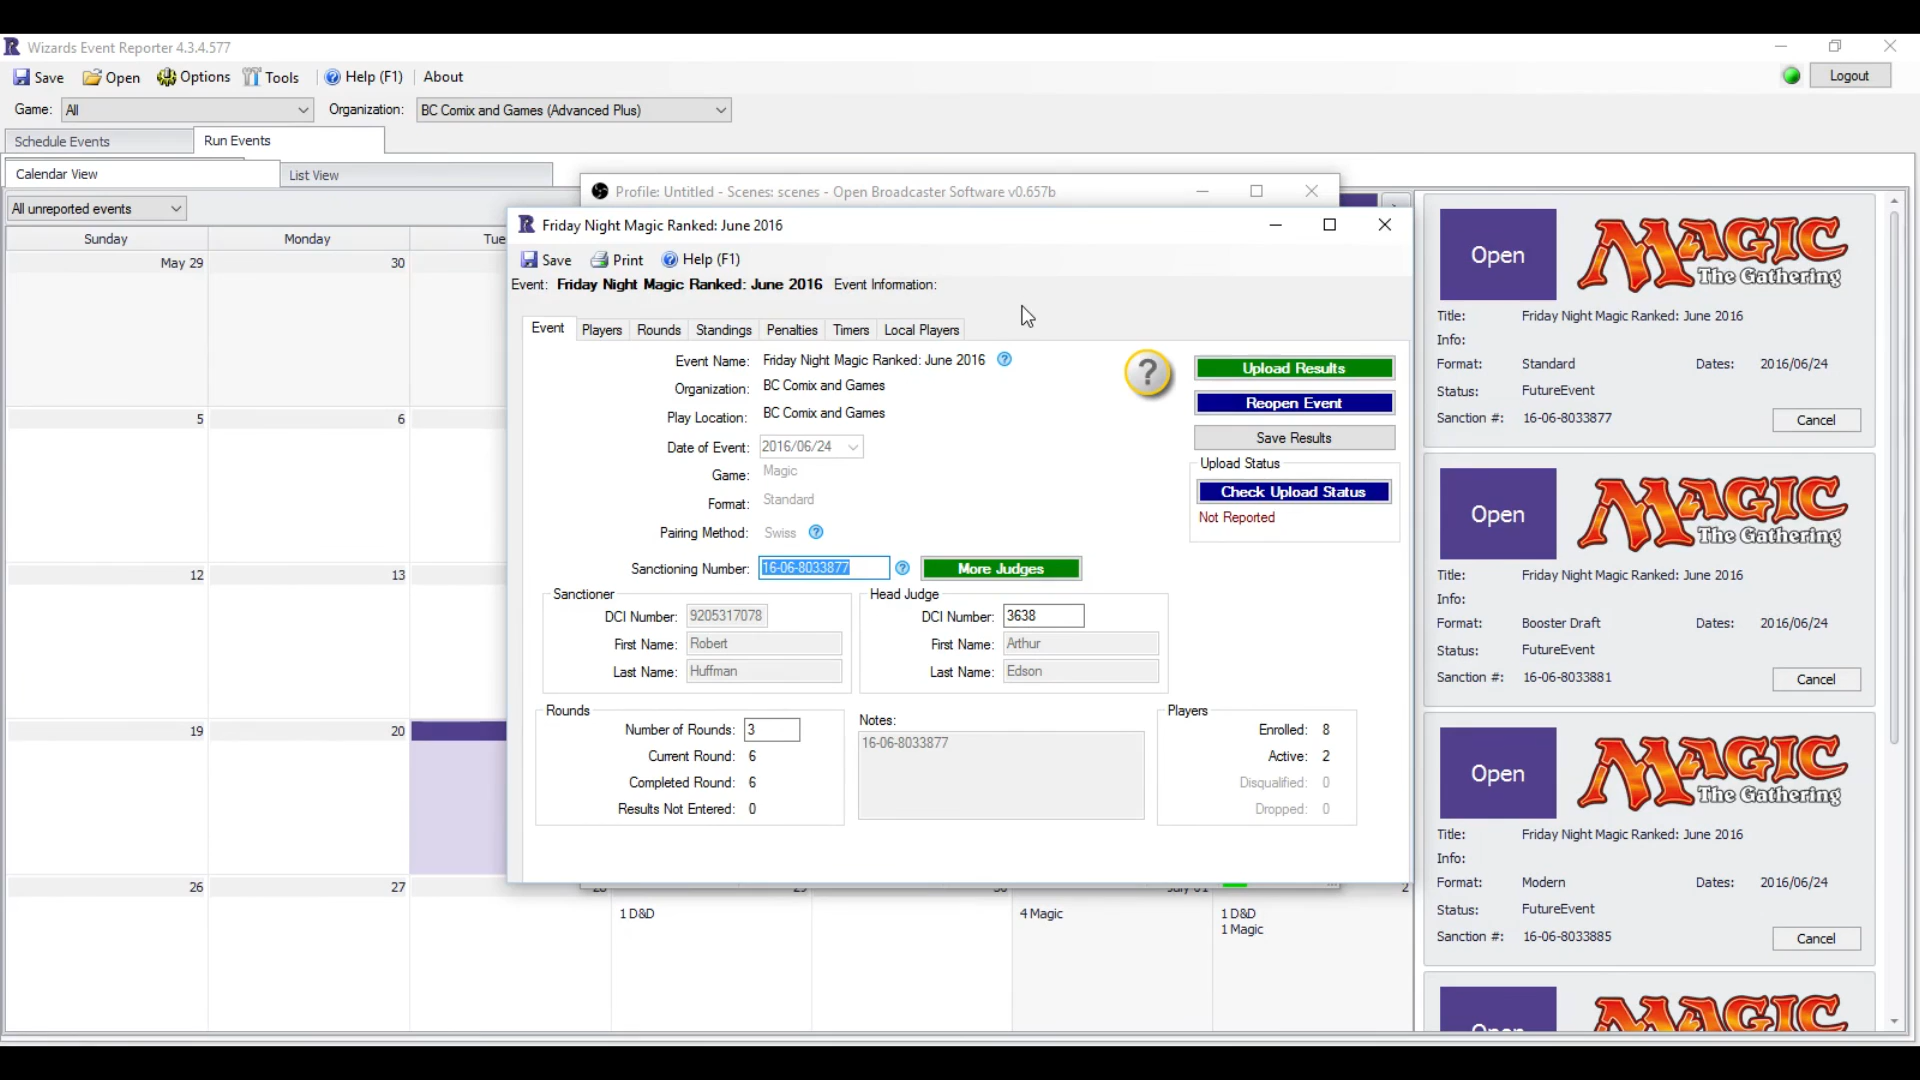 Wizards Event Reporter 4.3.4.577
Save Open Options Tools Help (F1) About Logout
Game: All Organization: BC Comix and Games (Advanced Plus)
Schedule Events Run Events
Calendar View List View
All unreported events
Sunday Monday Tue
May 29 30
5 6
12 13
19 20
26 27
1 D&D 4 Magic 1 D&D
1 Magic
July 01 2
Profile: Untitled - Scenes: scenes - Open Broadcaster Software v0.657b
Friday Night Magic Ranked: June 2016
Save Print Help (F1)
Event: Friday Night Magic Ranked: June 2016 Event Information:
Event Players Rounds Standings Penalties Timers Local Players
Event Name: Friday Night Magic Ranked: June 2016 ?
Organization: BC Comix and Games
Play Location: BC Comix and Games
Date of Event: 2016/06/24
Game: Magic
Format: Standard
Pairing Method: Swiss ?
Sanctioning Number: 16-06-8033877 ? More Judges
?
Upload Results
Reopen Event
Save Results
Upload Status
Check Upload Status
Not Reported
Sanctioner
DCI Number: 9205317078
First Name: Robert
Last Name: Huffman
Head Judge
DCI Number: 3638
First Name: Arthur
Last Name: Edson
Rounds
Number of Rounds: 3
Current Round: 6
Completed Round: 6
Results Not Entered: 0
Notes:
16-06-8033877
Players
Enrolled: 8
Active: 2
Disqualified: 0
Dropped: 0
Open MAGIC The Gathering
Title: Friday Night Magic Ranked: June 2016
Info:
Format: Standard Dates: 2016/06/24
Status: FutureEvent
Sanction #: 16-06-8033877 Cancel
Open MAGIC The Gathering
Title: Friday Night Magic Ranked: June 2016
Info:
Format: Booster Draft Dates: 2016/06/24
Status: FutureEvent
Sanction #: 16-06-8033881 Cancel
Open MAGIC The Gathering
Title: Friday Night Magic Ranked: June 2016
Info:
Format: Modern Dates: 2016/06/24
Status: FutureEvent
Sanction #: 16-06-8033885 Cancel
Open MAGIC